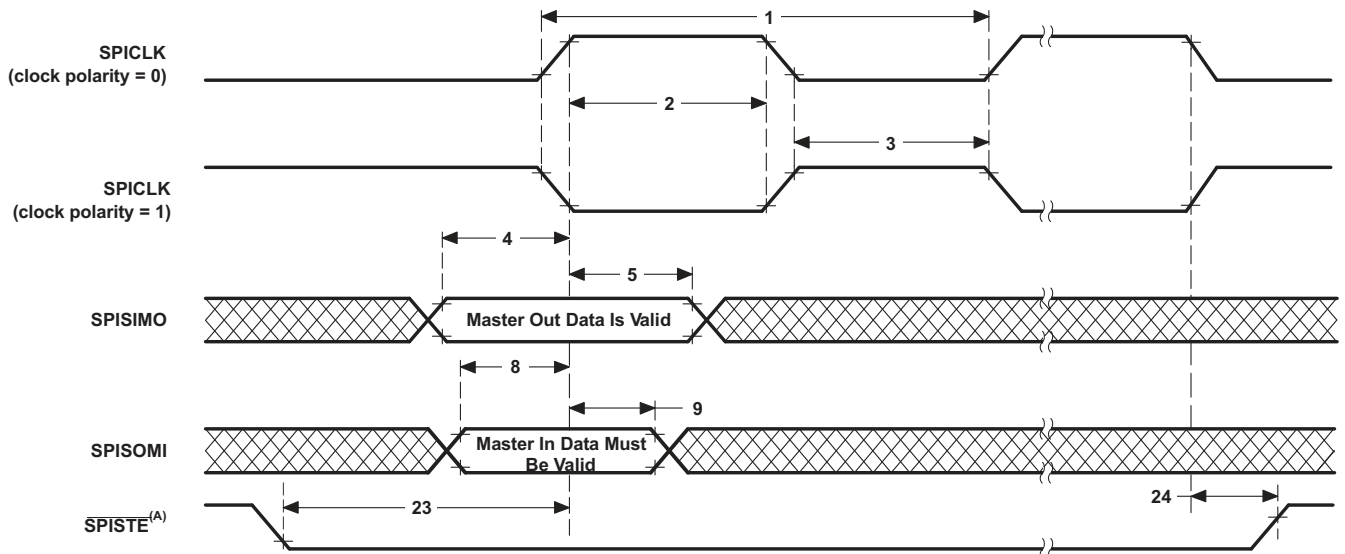 1
SPICLK
(clock polarity = 0)
2
3
SPICLK
(clock polarity = 1)
4
5
SPISIMO
Master Out Data Is Valid
8
9
SPISOMI
Master In Data Must
Be Valid
23
24
SPISTE(A)